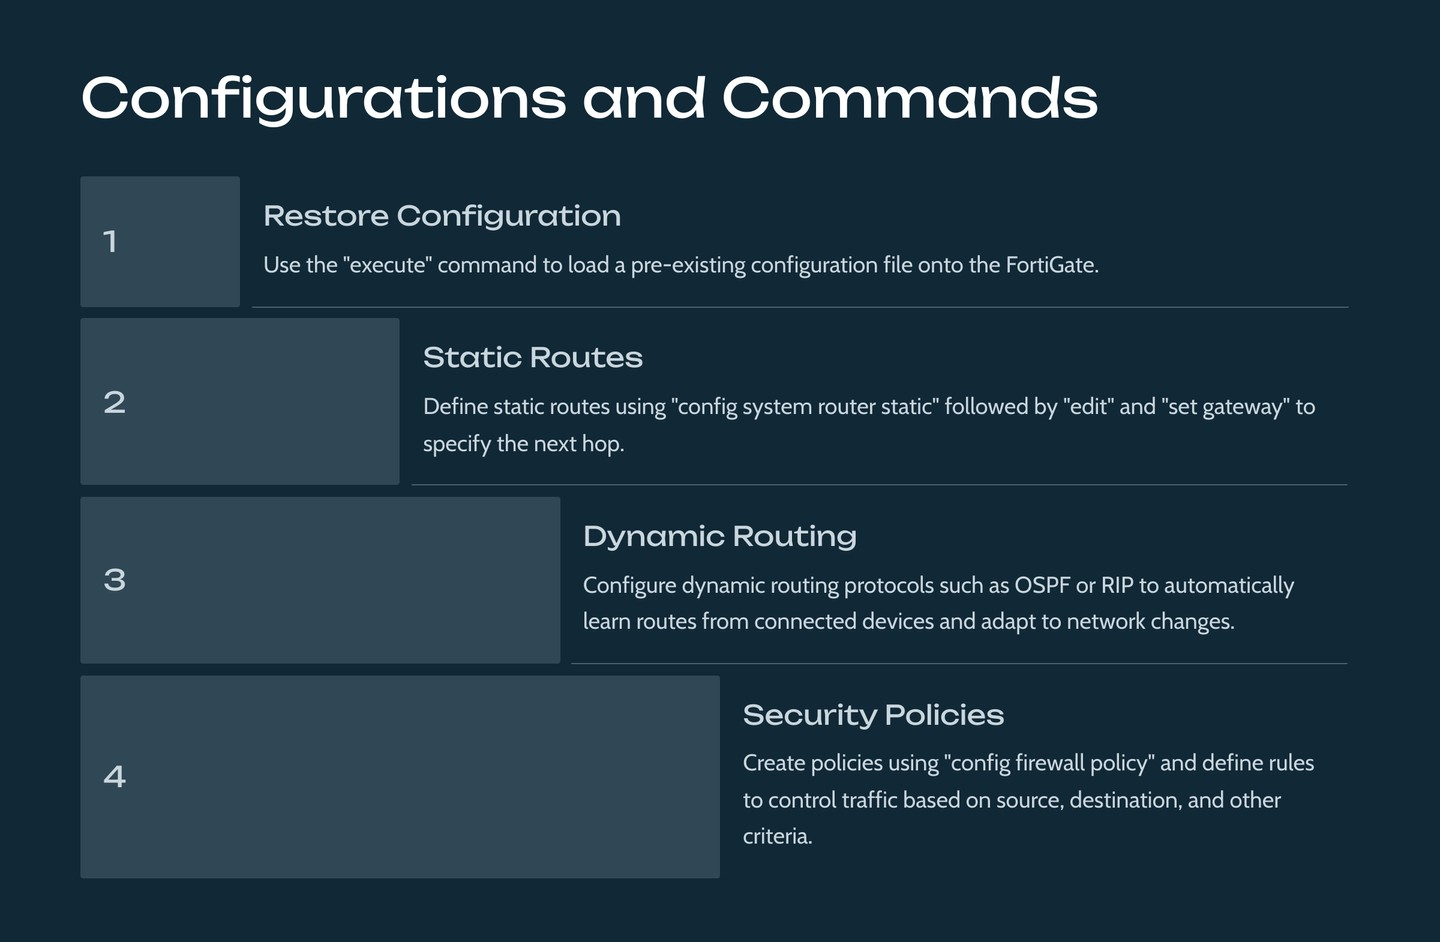 Configurations and Commands
1
Restore Configuration
Use the "execute" command to load a pre-existing configuration file onto the FortiGate.
2
Static Routes
Define static routes using "config system router static" followed by "edit" and "set gateway" to
specify the next hop.
3
Dynamic Routing
Configure dynamic routing protocols such as OSPF or RIP to automatically
learn routes from connected devices and adapt to network changes.
4
Security Policies
Create policies using "config firewall policy" and define rules
to control traffic based on source, destination, and other
criteria.